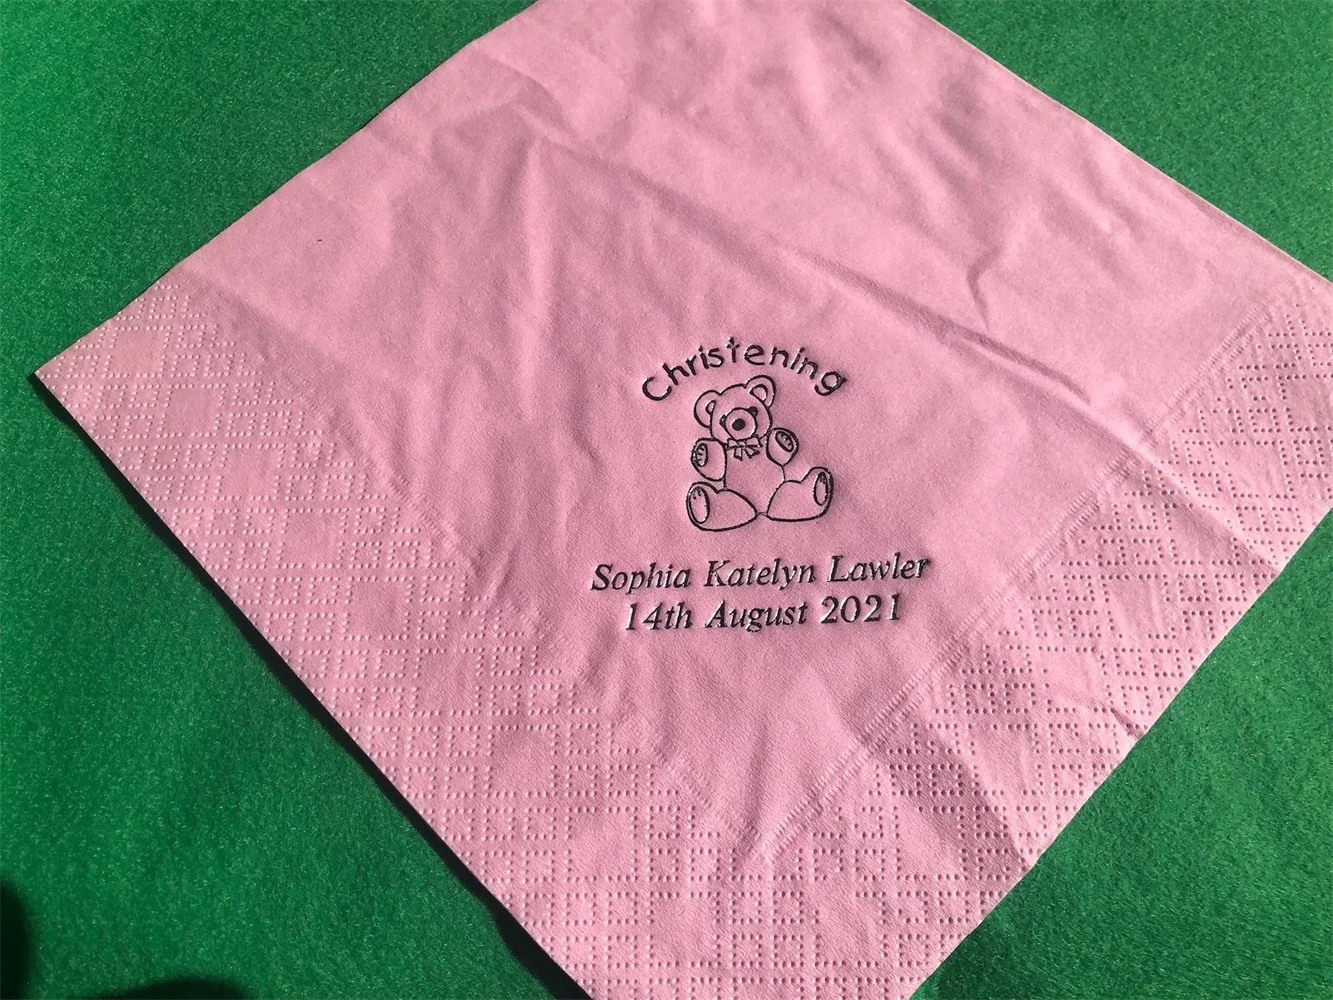 Christening
Sophia Katelyn Lawler
14th August 2021